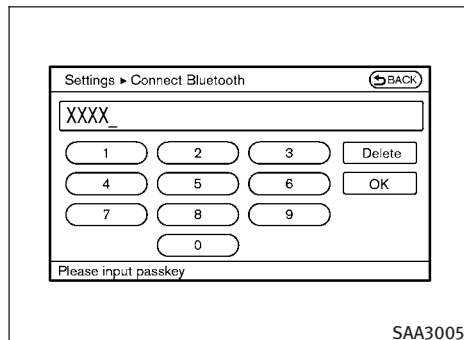 Settings ▸ Connect Bluetooth BACK
XXXX_
1 2 3 Delete
4 5 6 OK
7 8 9
0
Please input passkey
SAA3005